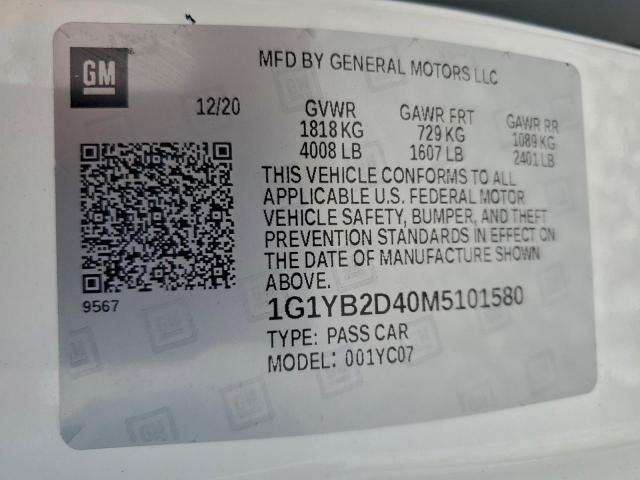 GM
MFD BY GENERAL MOTORS LLC
12/20 GVWR GAWR FRT GAWR RR
1818 KG 729 KG 1089 KG
4008 LB 1607 LB 2401 LB
THIS VEHICLE CONFORMS TO ALL
APPLICABLE U.S. FEDERAL MOTOR
VEHICLE SAFETY, BUMPER, AND THEFT
PREVENTION STANDARDS IN EFFECT ON
THE DATE OF MANUFACTURE SHOWN
ABOVE.
9567
1G1YB2D40M5101580
TYPE: PASS CAR
MODEL: 001YC07